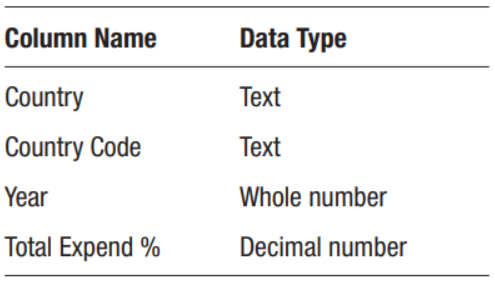 Column Name Data Type
Country Text
Country Code Text
Year Whole number
Total Expend % Decimal number